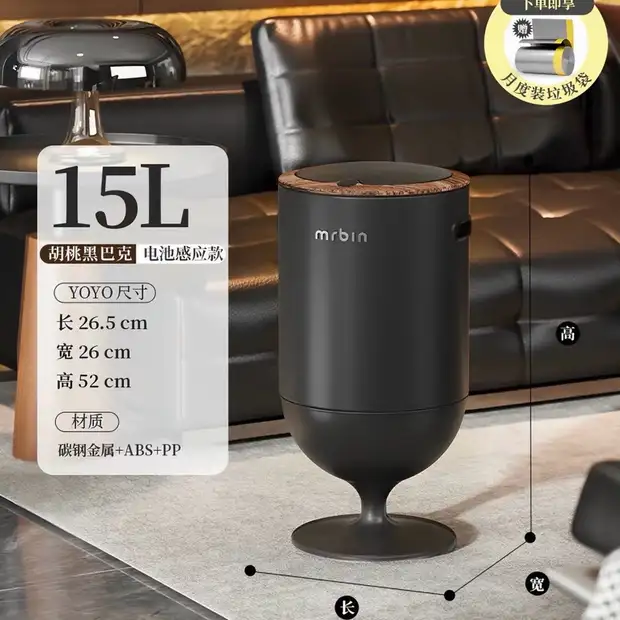 下单即享
赠
月度装垃圾袋
15L
胡桃黑巴克 电池感应款
YOYO尺寸
长 26.5 cm
宽 26 cm
高 52 cm
材质
碳钢金属+ABS+PP
mrbin
高
宽
长